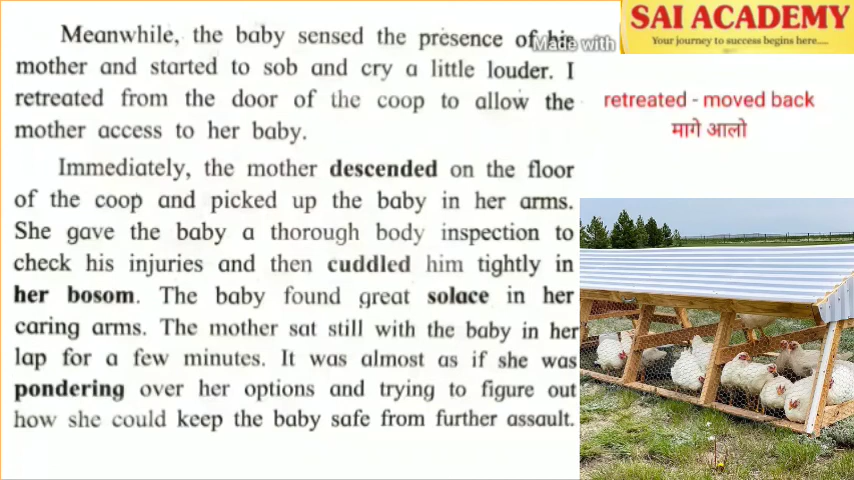 Meanwhile, the baby sensed the presence of his
mother and started to sob and cry a little louder. I
retreated from the door of the coop to allow the
mother access to her baby.
Immediately, the mother descended on the floor
of the coop and picked up the baby in her arms.
She gave the baby a thorough body inspection to
check his injuries and then cuddled him tightly in
her bosom. The baby found great solace in her
caring arms. The mother sat still with the baby in her
lap for a few minutes. It was almost as if she was
pondering over her options and trying to figure out
how she could keep the baby safe from further assault.
Made with
SAI ACADEMY
Your journey to success begins here....
retreated - moved back
मागे आलो